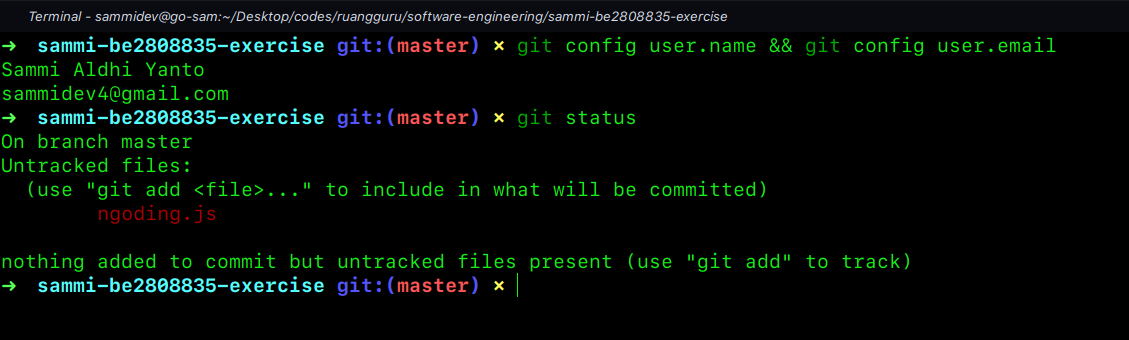 Terminal - sammidev@go-sam:~/Desktop/codes/ruangguru/software-engineering/sammi-be2808835-exercise
➜  sammi-be2808835-exercise git:(master) × git config user.name && git config user.email
Sammi Aldhi Yanto
sammidev4@gmail.com
➜  sammi-be2808835-exercise git:(master) × git status
On branch master
Untracked files:
  (use "git add <file>..." to include in what will be committed)
        ngoding.js
nothing added to commit but untracked files present (use "git add" to track)
➜  sammi-be2808835-exercise git:(master) ×